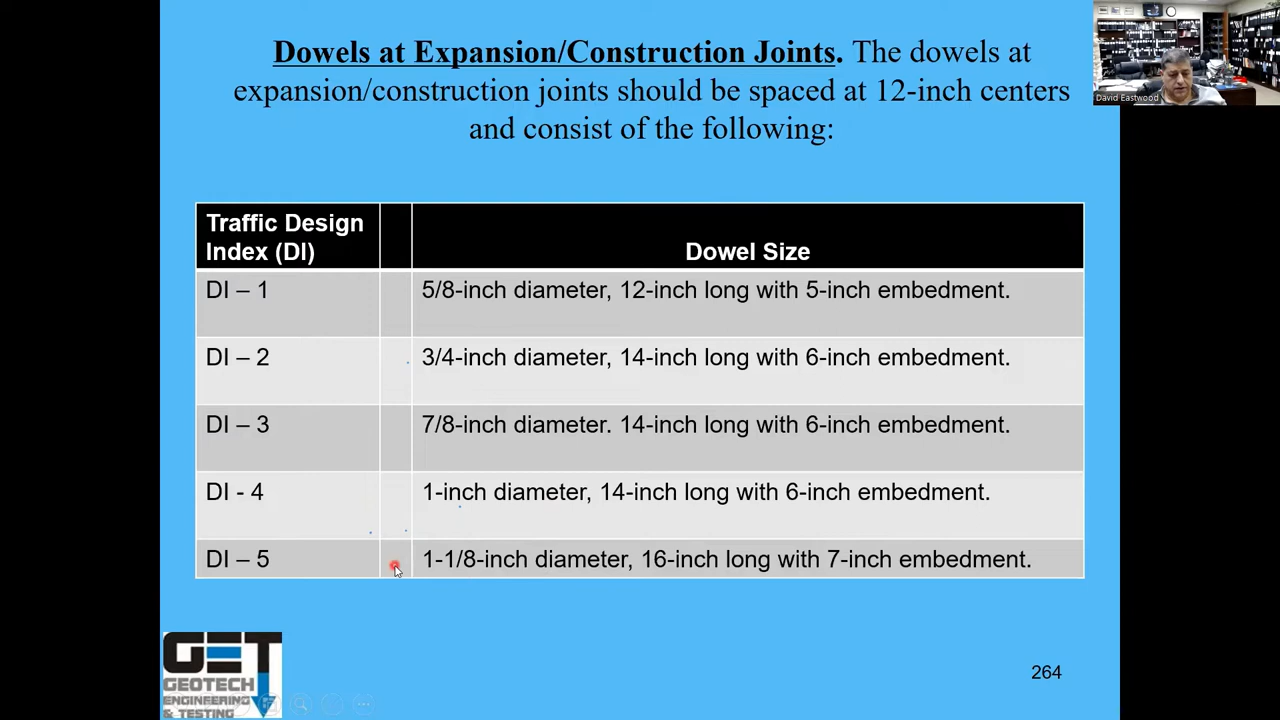 Dowels at Expansion/Construction Joints. The dowels at
expansion/construction joints should be spaced at 12-inch centers
and consist of the following:
David Eastwood
Traffic Design
Index (DI)
Dowel Size
DI – 1
5/8-inch diameter, 12-inch long with 5-inch embedment.
DI – 2
3/4-inch diameter, 14-inch long with 6-inch embedment.
DI – 3
7/8-inch diameter. 14-inch long with 6-inch embedment.
DI - 4
1-inch diameter, 14-inch long with 6-inch embedment.
DI – 5
1-1/8-inch diameter, 16-inch long with 7-inch embedment.
GET
GEOTECH
ENGINEERING
& TESTING
264